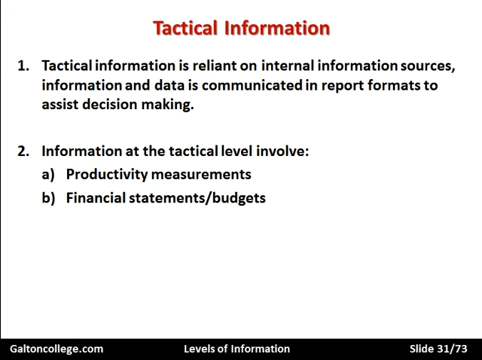 Tactical Information
1. Tactical information is reliant on internal information sources,
information and data is communicated in report formats to
assist decision making.
2. Information at the tactical level involve:
a) Productivity measurements
b) Financial statements/budgets
Galtoncollege.com Levels of Information Slide 31/73